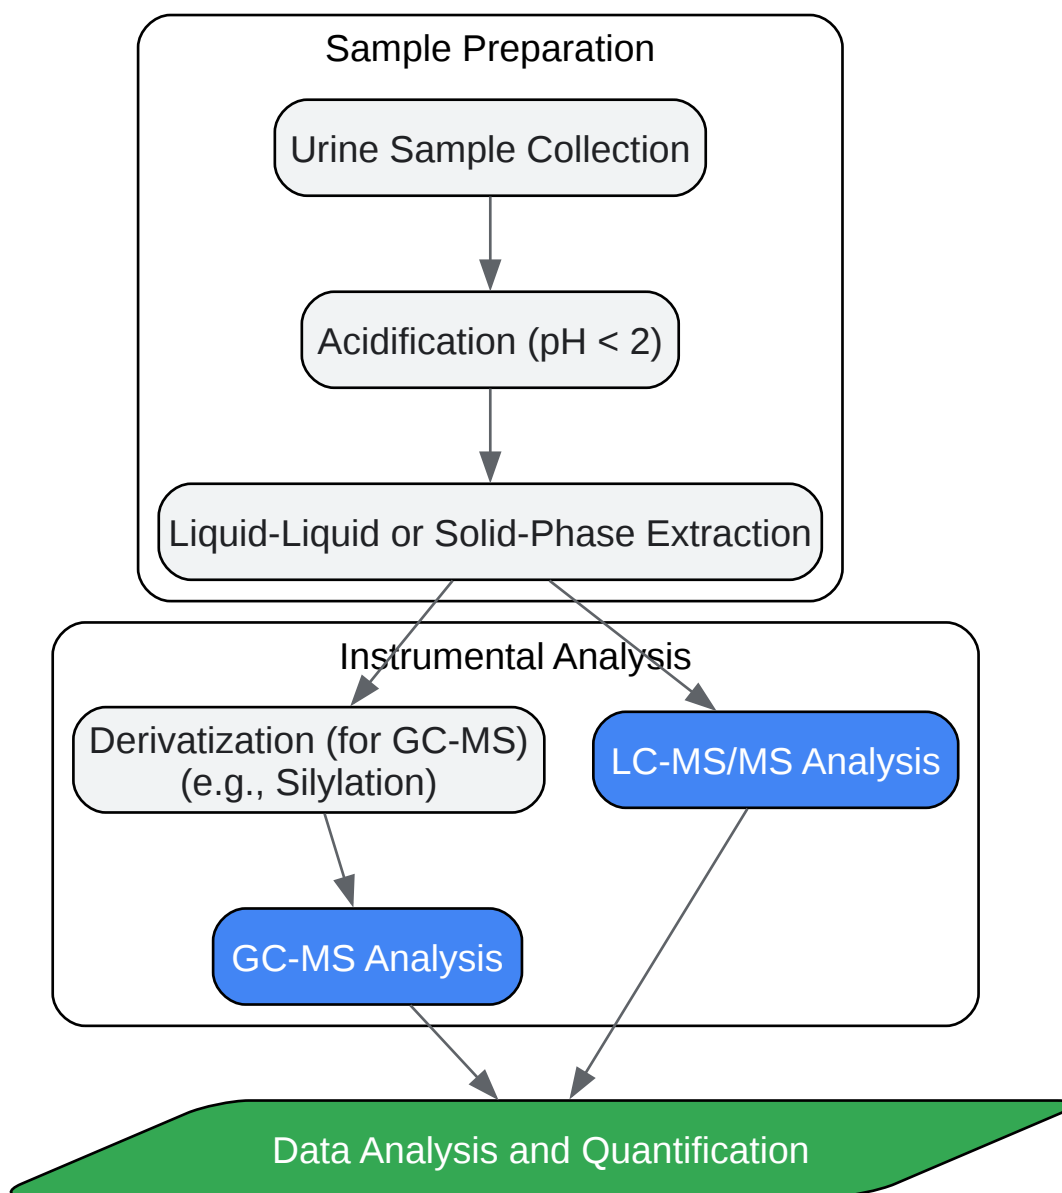 Sample Preparation
Urine Sample Collection
Acidification (pH < 2)
Liquid-Liquid or Solid-Phase Extraction
Instrumental Analysis
Derivatization (for GC-MS)
(e.g., Silylation)
LC-MS/MS Analysis
GC-MS Analysis
Data Analysis and Quantification